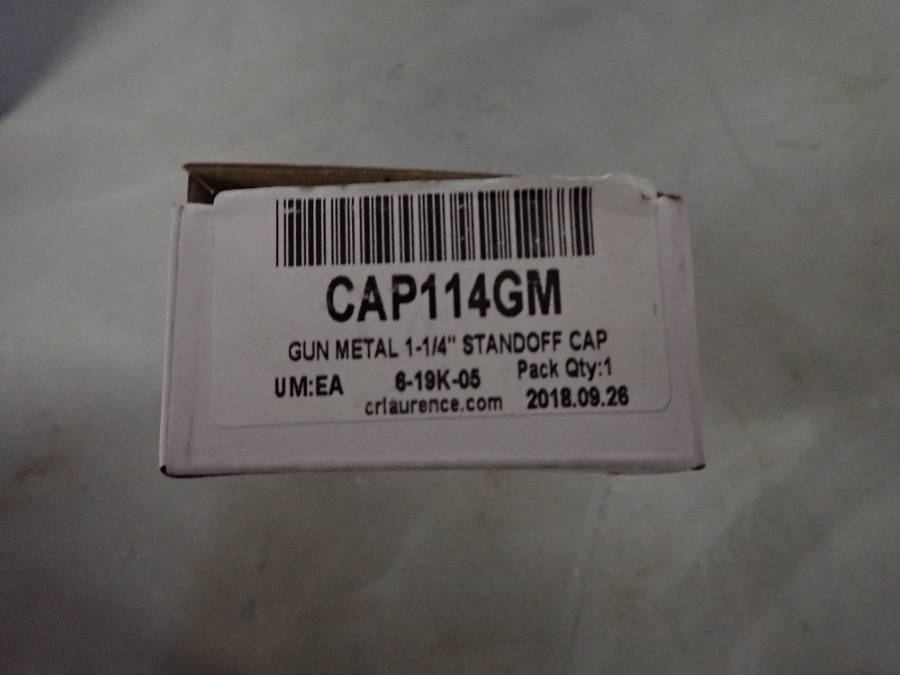 CAP114GM
GUN METAL 1-1/4" STANDOFF CAP
UM:EA 6-19K-05 Pack Qty:1
crlaurence.com 2018.09.26